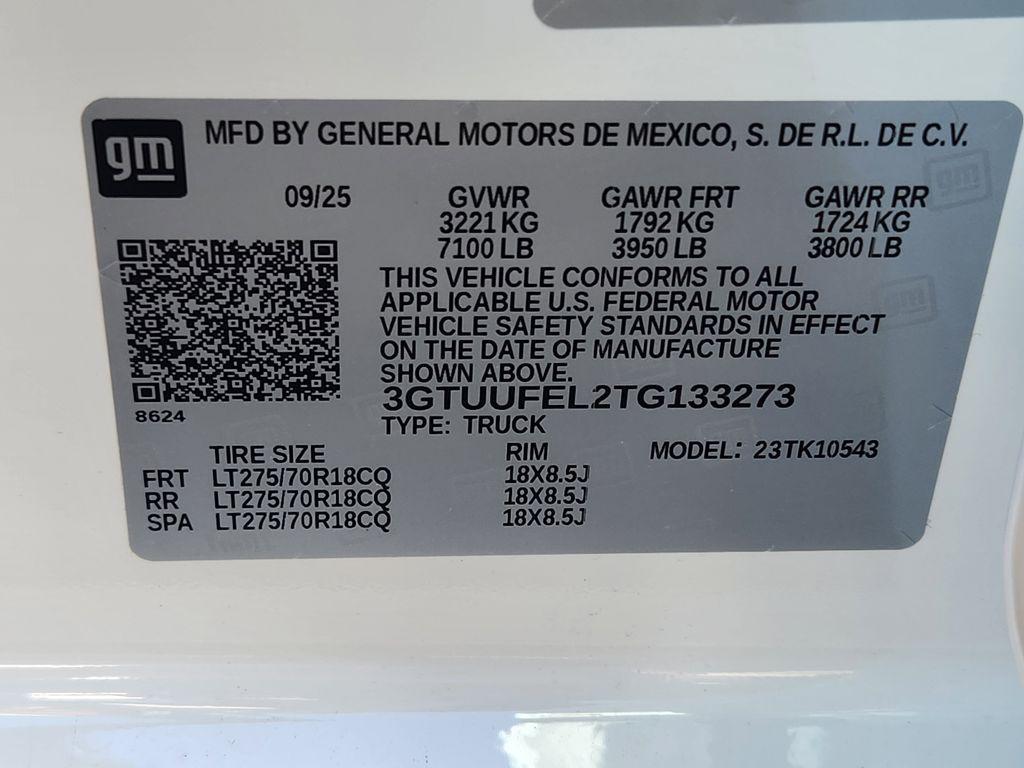 gm
MFD BY GENERAL MOTORS DE MEXICO, S. DE R.L. DE C.V.
09/25 GVWR GAWR FRT GAWR RR
3221 KG 1792 KG 1724 KG
7100 LB 3950 LB 3800 LB
THIS VEHICLE CONFORMS TO ALL
APPLICABLE U.S. FEDERAL MOTOR
VEHICLE SAFETY STANDARDS IN EFFECT
ON THE DATE OF MANUFACTURE
SHOWN ABOVE.
3GTUUFEL2TG133273
8624
TYPE: TRUCK
TIRE SIZE RIM MODEL: 23TK10543
FRT LT275/70R18CQ 18X8.5J
RR LT275/70R18CQ 18X8.5J
SPA LT275/70R18CQ 18X8.5J